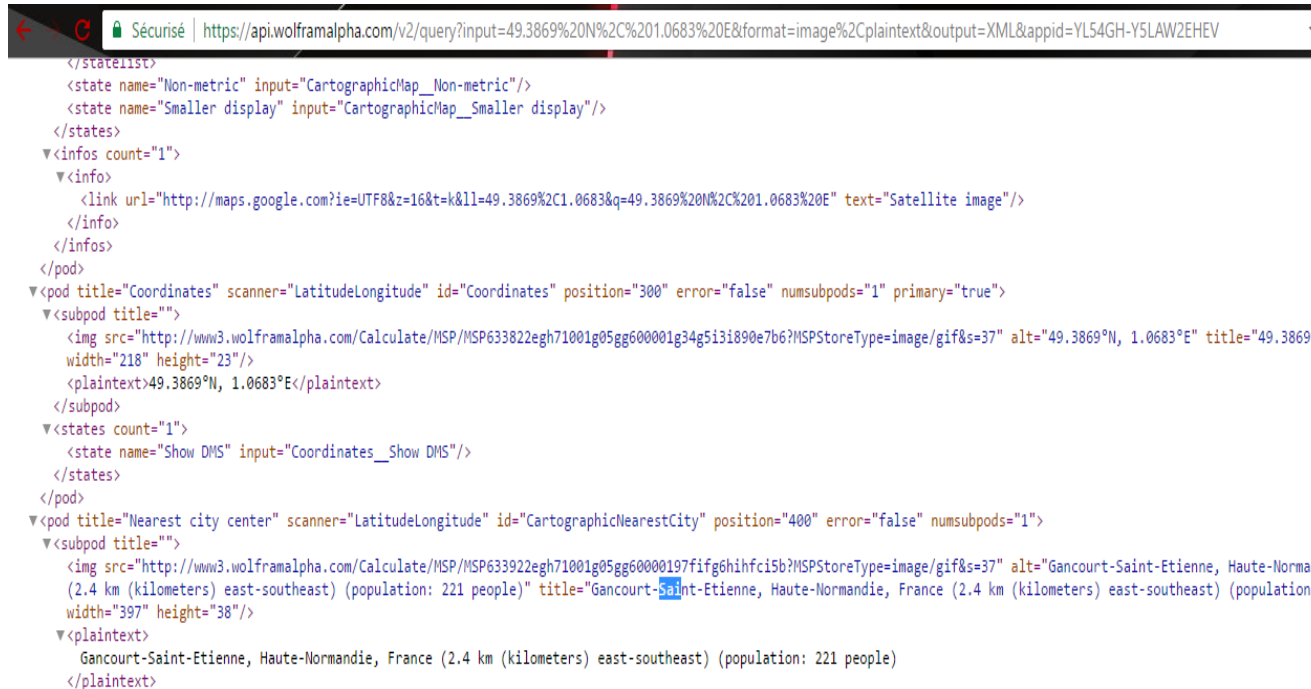 Sécurisé | https://api.wolframalpha.com/v2/query?input=49.3869%20N%2C%201.0683%20E&format=image%2Cplaintext&output=XML&appid=YL54GH-Y5LAW2EHEV
</statelist>
<state name="Non-metric" input="CartographicMap__Non-metric"/>
<state name="Smaller display" input="CartographicMap__Smaller display"/>
</states>
▼<infos count="1">
▼<info>
<link url="http://maps.google.com?ie=UTF8&z=16&t=k&ll=49.3869%2C1.0683&q=49.3869%20N%2C%201.0683%20E" text="Satellite image"/>
</info>
</infos>
</pod>
▼<pod title="Coordinates" scanner="LatitudeLongitude" id="Coordinates" position="300" error="false" numsubpods="1" primary="true">
▼<subpod title="">
<img src="http://www3.wolframalpha.com/Calculate/MSP/MSP633822egh71001g05gg600001g34g5i3i890e7b6?MSPStoreType=image/gif&s=37" alt="49.3869°N, 1.0683°E" title="49.3869
width="218" height="23"/>
<plaintext>49.3869°N, 1.0683°E</plaintext>
</subpod>
▼<states count="1">
<state name="Show DMS" input="Coordinates__Show DMS"/>
</states>
</pod>
▼<pod title="Nearest city center" scanner="LatitudeLongitude" id="CartographicNearestCity" position="400" error="false" numsubpods="1">
▼<subpod title="">
<img src="http://www3.wolframalpha.com/Calculate/MSP/MSP633922egh71001g05gg60000197fifg6hihfci5b?MSPStoreType=image/gif&s=37" alt="Gancourt-Saint-Etienne, Haute-Norma
(2.4 km (kilometers) east-southeast) (population: 221 people)" title="Gancourt-Saint-Etienne, Haute-Normandie, France (2.4 km (kilometers) east-southeast) (population
width="397" height="38"/>
▼<plaintext>
Gancourt-Saint-Etienne, Haute-Normandie, France (2.4 km (kilometers) east-southeast) (population: 221 people)
</plaintext>